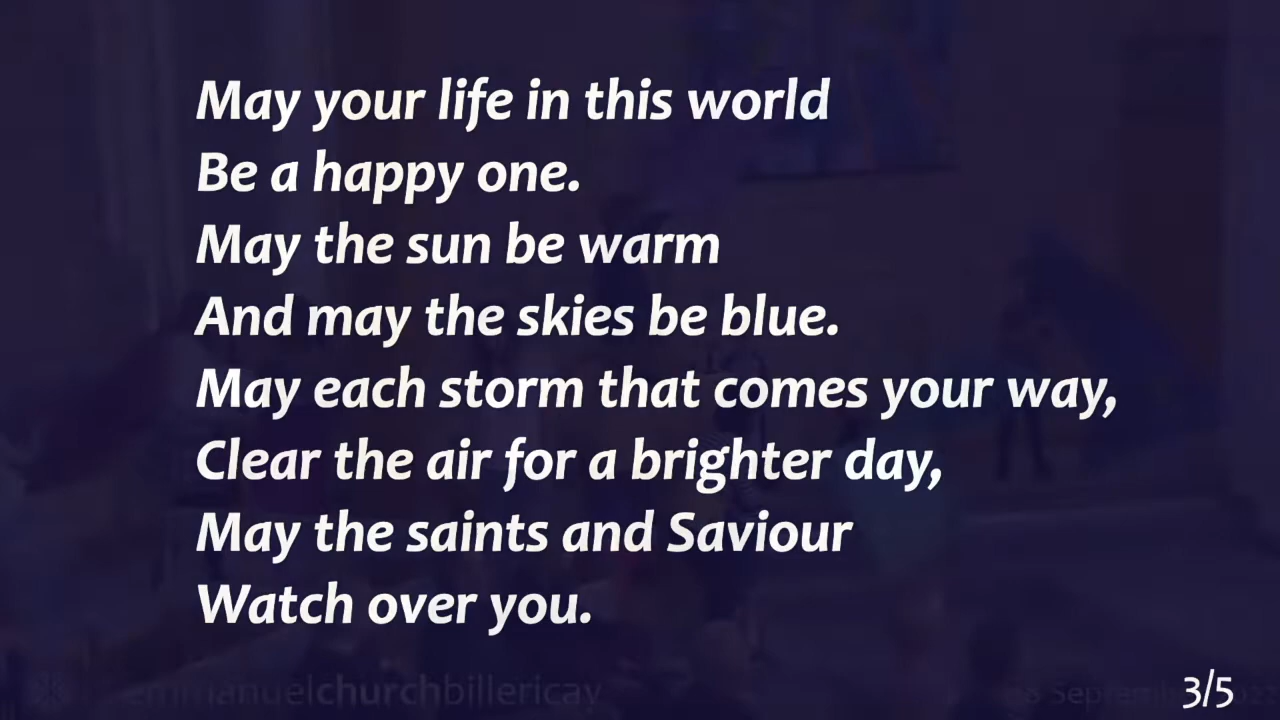 May your life in this world
Be a happy one.
May the sun be warm
And may the skies be blue.
May each storm that comes your way,
Clear the air for a brighter day,
May the saints and Saviour
Watch over you.
emmanuelchurchbillericay
3/5